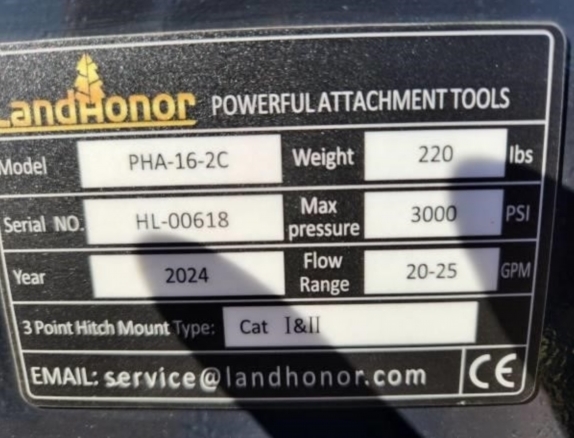 LandHonor POWERFUL ATTACHMENT TOOLS
Model PHA-16-2C Weight 220 lbs
Serial NO. HL-00618 Max pressure 3000 PSI
Year 2024 Flow Range 20-25 GPM
3 Point Hitch Mount Type: Cat I&II
EMAIL: service@landhonor.com CE